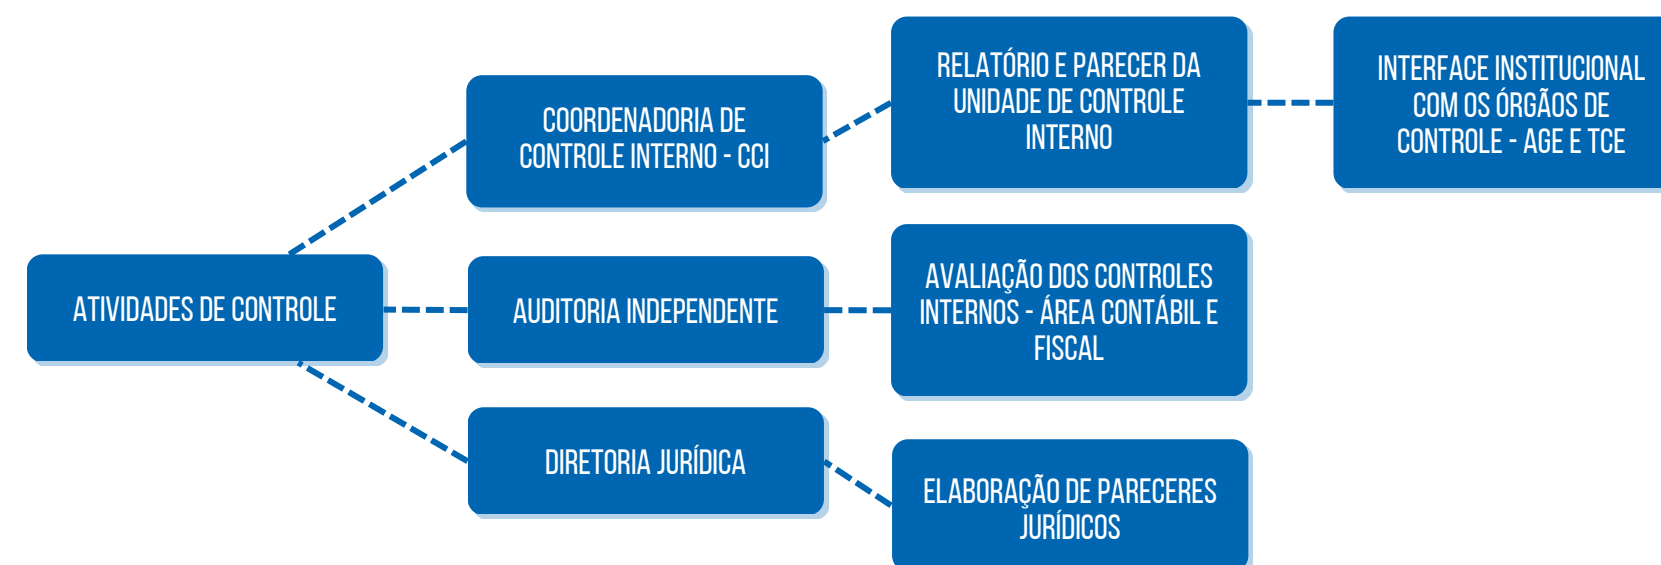 ATIVIDADES DE CONTROLE
COORDENADORIA DE
CONTROLE INTERNO - CCI
RELATÓRIO E PARECER DA
UNIDADE DE CONTROLE
INTERNO
INTERFACE INSTITUCIONAL
COM OS ÓRGÃOS DE
CONTROLE - AGE E TCE
AUDITORIA INDEPENDENTE
AVALIAÇÃO DOS CONTROLES
INTERNOS - ÁREA CONTÁBIL E
FISCAL
DIRETORIA JURÍDICA
ELABORAÇÃO DE PARECERES
JURÍDICOS